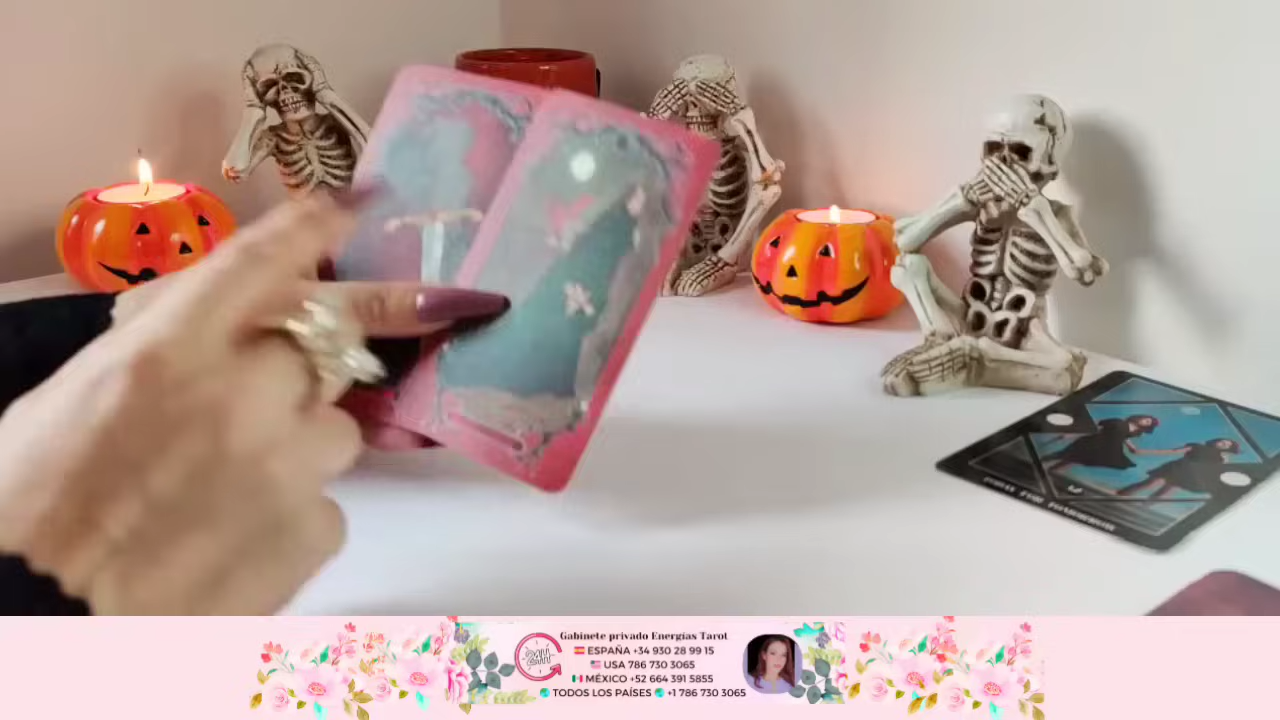 Gabinete privado Energías Tarot
ESPAÑA +34 930 28 99 15
USA 786 730 3065
MÉXICO +52 664 391 5855
TODOS LOS PAÍSES +1 786 730 3065